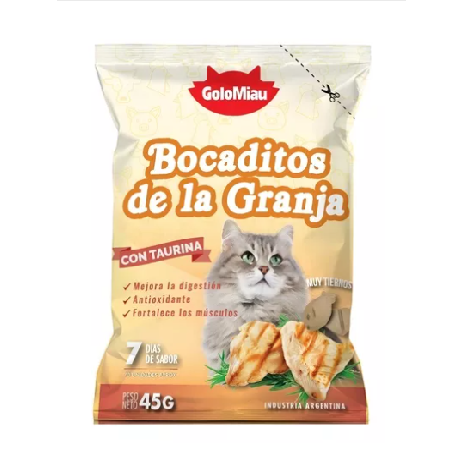 GoloMiau
Bocaditos
de la Granja
CON TAURINA
✓ Mejora la digestión
✓ Antioxidante
✓ Fortalece los músculos
MUY TIERNOS
7 DIAS
DE SABOR
PESO
NETO 45G
INDUSTRIA ARGENTINA